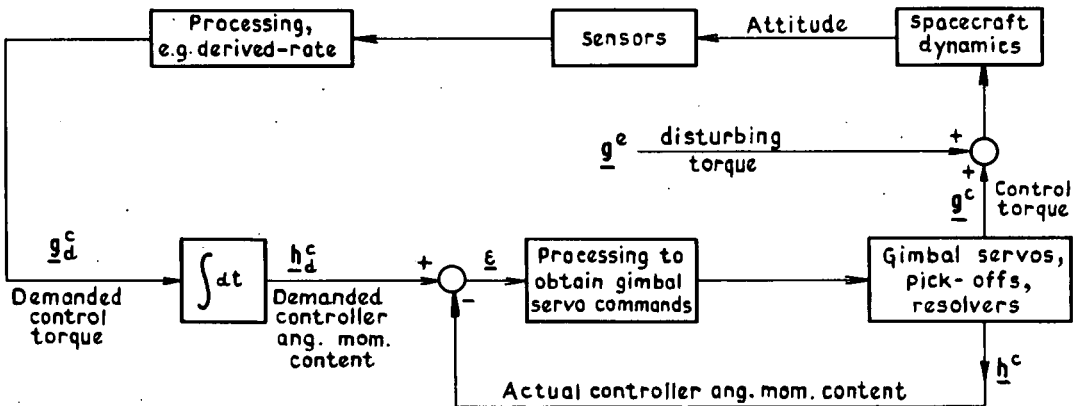 Processing,
e.g. derived-rate
Sensors
Attitude
Spacecraft
dynamics
g^e
disturbing
torque
+
+
g^c
Control
torque
g_d^c
Demanded
control
torque
∫dt
h_d^c
Demanded
controller
ang. mom.
content
+
-
ε
Processing to
obtain gimbal
servo commands
Gimbal servos,
pick-offs,
resolvers
h^c
Actual controller ang. mom. content